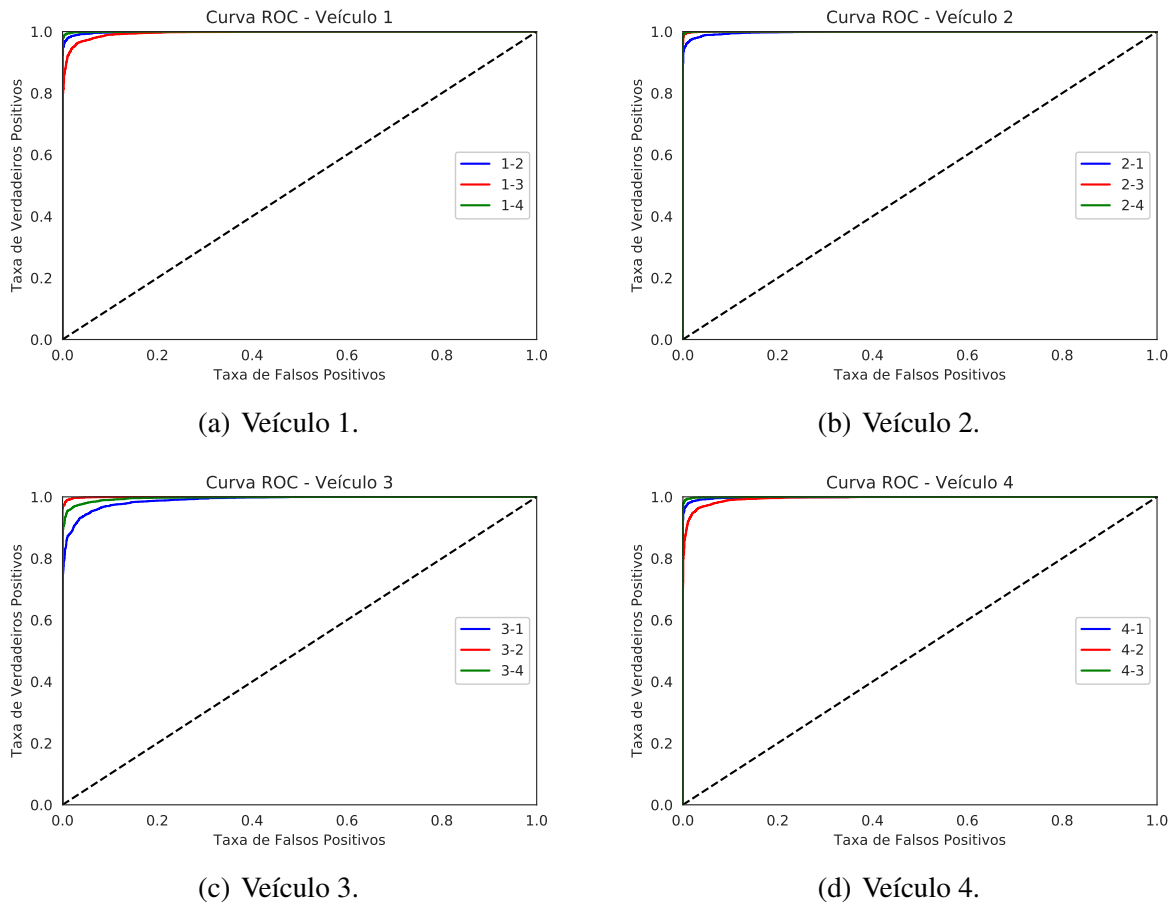 Curva ROC - Veículo 1
1.0
0.8
0.6
0.4
0.2
0.0
Taxa de Verdadeiros Positivos
1-2
1-3
1-4
0.0 0.2 0.4 0.6 0.8 1.0
Taxa de Falsos Positivos
(a) Veículo 1.
Curva ROC - Veículo 2
1.0
0.8
0.6
0.4
0.2
0.0
Taxa de Verdadeiros Positivos
2-1
2-3
2-4
0.0 0.2 0.4 0.6 0.8 1.0
Taxa de Falsos Positivos
(b) Veículo 2.
Curva ROC - Veículo 3
1.0
0.8
0.6
0.4
0.2
0.0
Taxa de Verdadeiros Positivos
3-1
3-2
3-4
0.0 0.2 0.4 0.6 0.8 1.0
Taxa de Falsos Positivos
(c) Veículo 3.
Curva ROC - Veículo 4
1.0
0.8
0.6
0.4
0.2
0.0
Taxa de Verdadeiros Positivos
4-1
4-2
4-3
0.0 0.2 0.4 0.6 0.8 1.0
Taxa de Falsos Positivos
(d) Veículo 4.